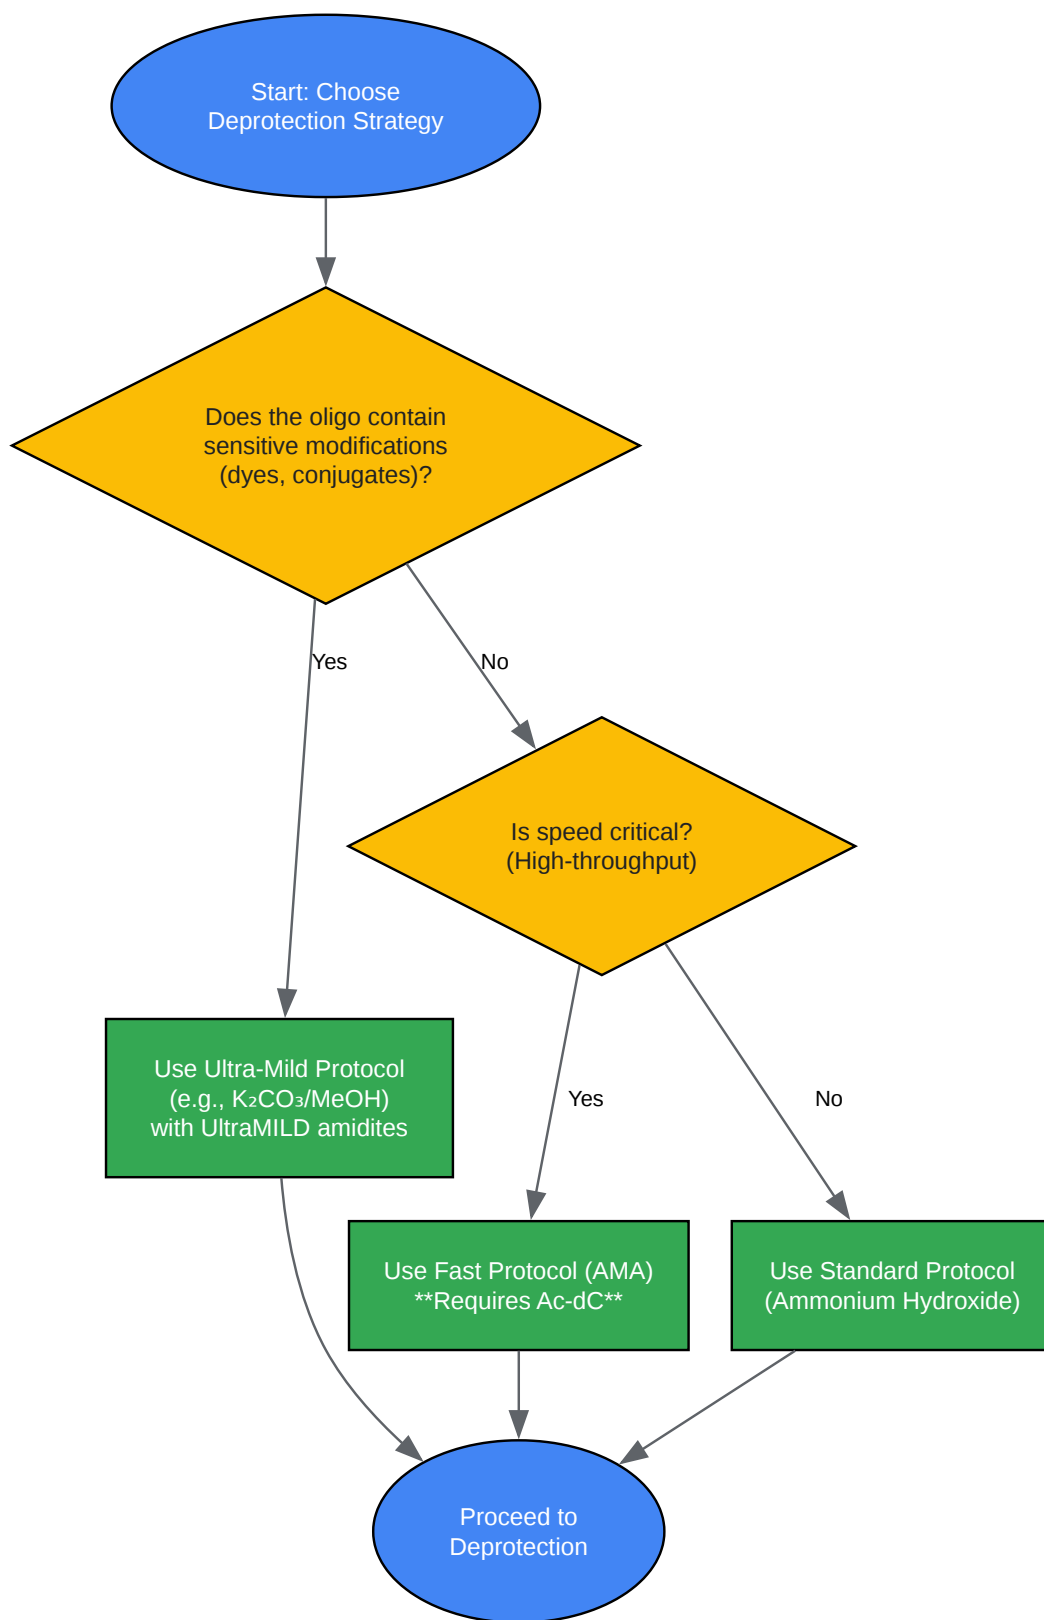 Start: Choose
Deprotection Strategy
Does the oligo contain
sensitive modifications
(dyes, conjugates)?
Yes
No
Is speed critical?
(High-throughput)
Use Ultra-Mild Protocol
(e.g., K₂CO₃/MeOH)
with UltraMILD amidites
Yes
No
Use Fast Protocol (AMA)
**Requires Ac-dC**
Use Standard Protocol
(Ammonium Hydroxide)
Proceed to
Deprotection